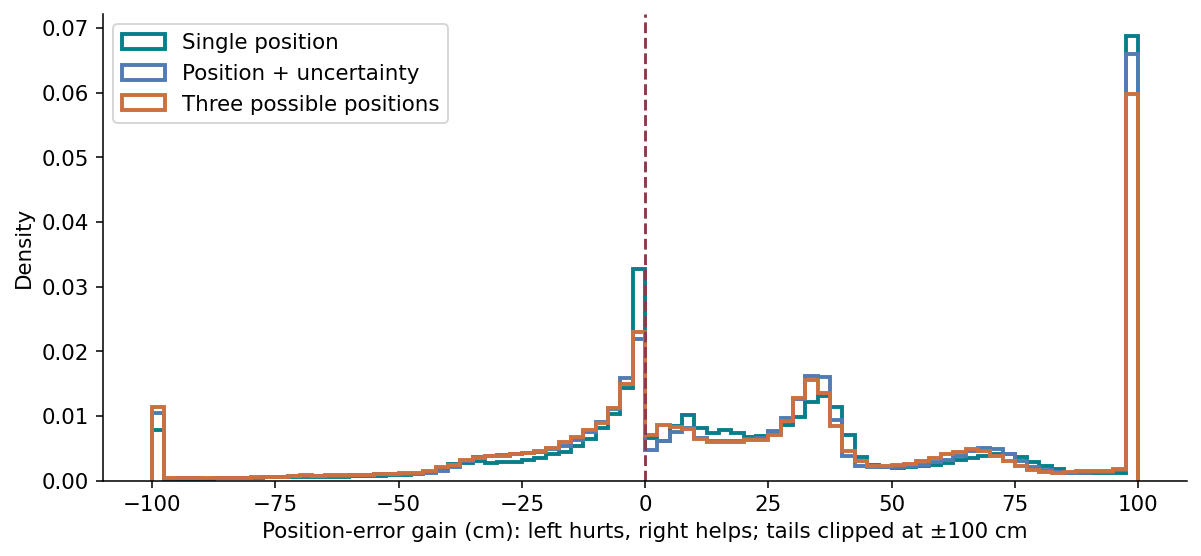 0.07
0.06
0.05
0.04
0.03
0.02
0.01
0.00
Density
Single position
Position + uncertainty
Three possible positions
−100 −75 −50 −25 0 25 50 75 100
Position-error gain (cm): left hurts, right helps; tails clipped at ±100 cm